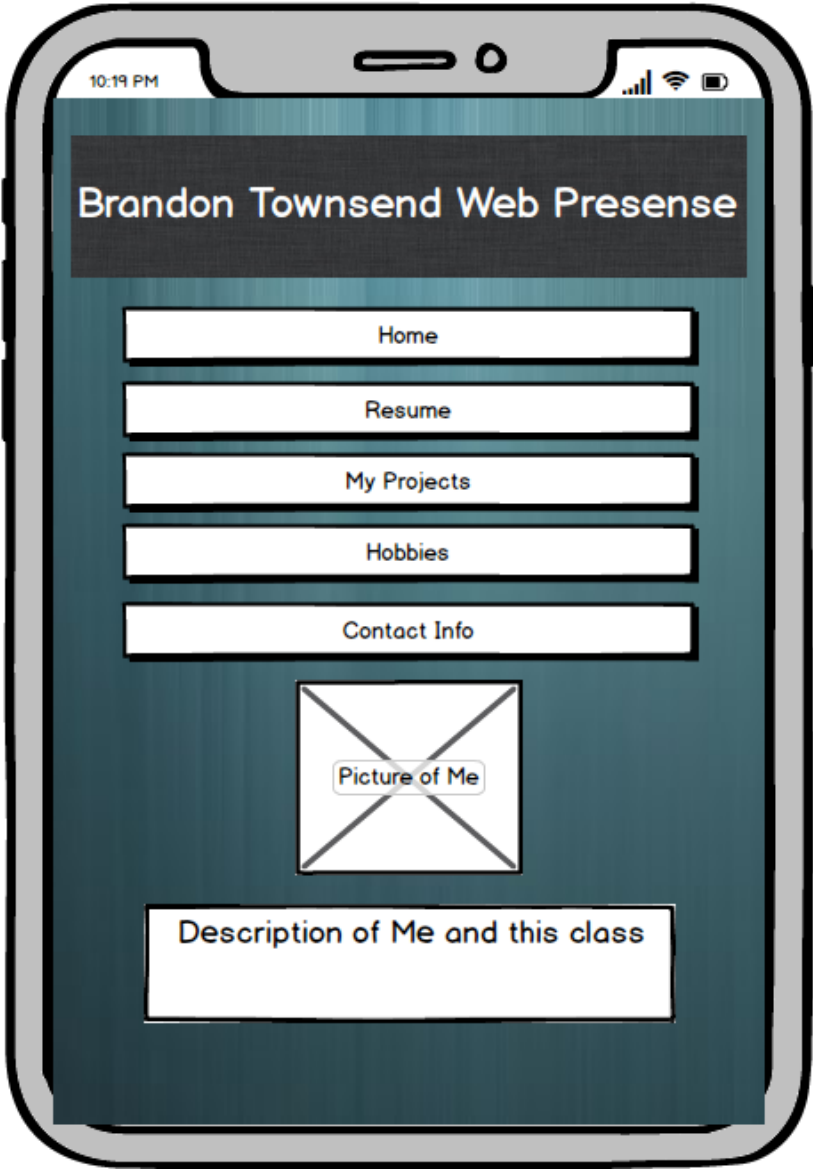 10:19 PM
Brandon Townsend Web Presense
Home
Resume
My Projects
Hobbies
Contact Info
Picture of Me
Description of Me and this class